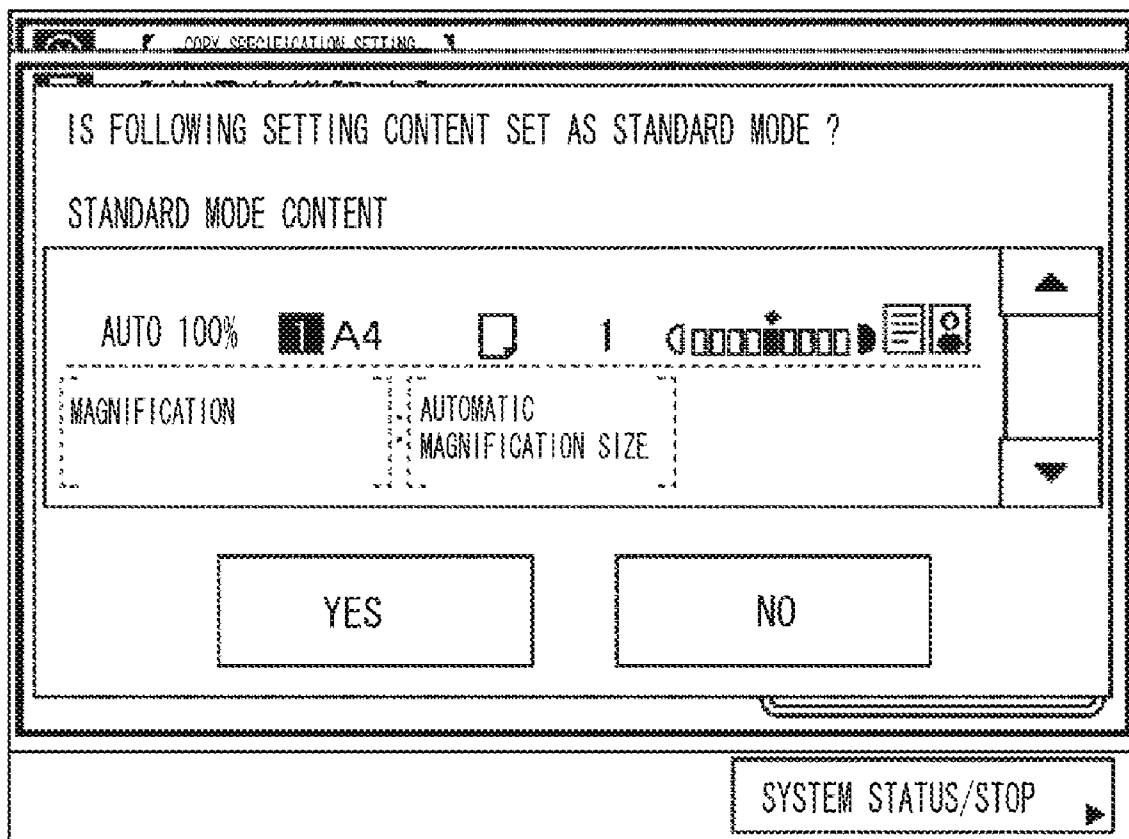 COPY SPECIFICATION SETTING
IS FOLLOWING SETTING CONTENT SET AS STANDARD MODE ?
STANDARD MODE CONTENT
AUTO 100% 1 A4 1
MAGNIFICATION
AUTOMATIC
MAGNIFICATION SIZE
YES
NO
SYSTEM STATUS/STOP